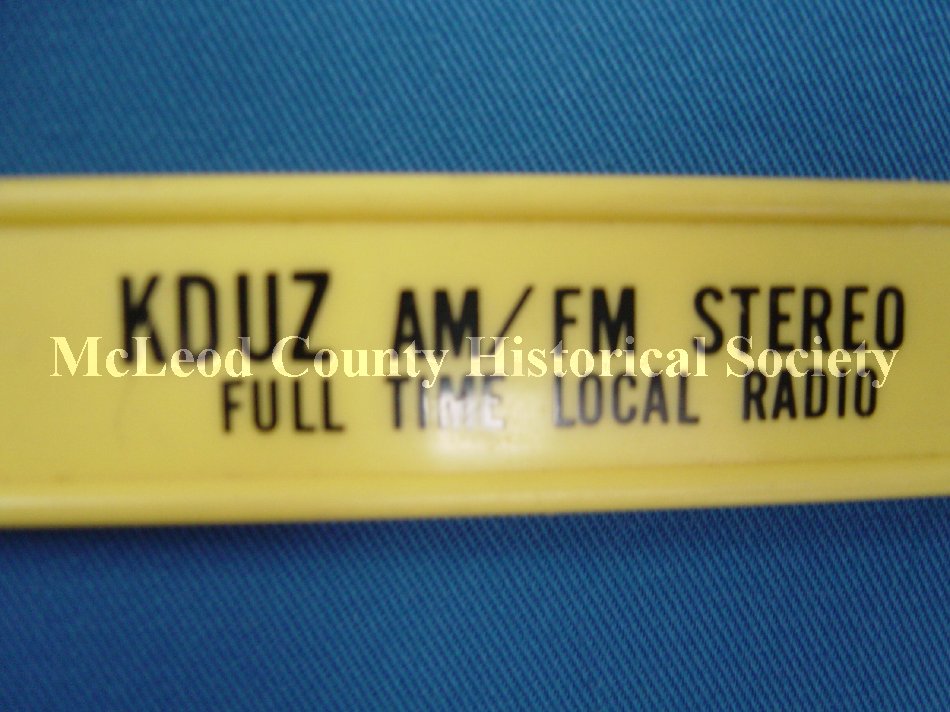 KDUZ AM/FM STEREO
McLeod County Historical Society
FULL TIME LOCAL RADIO